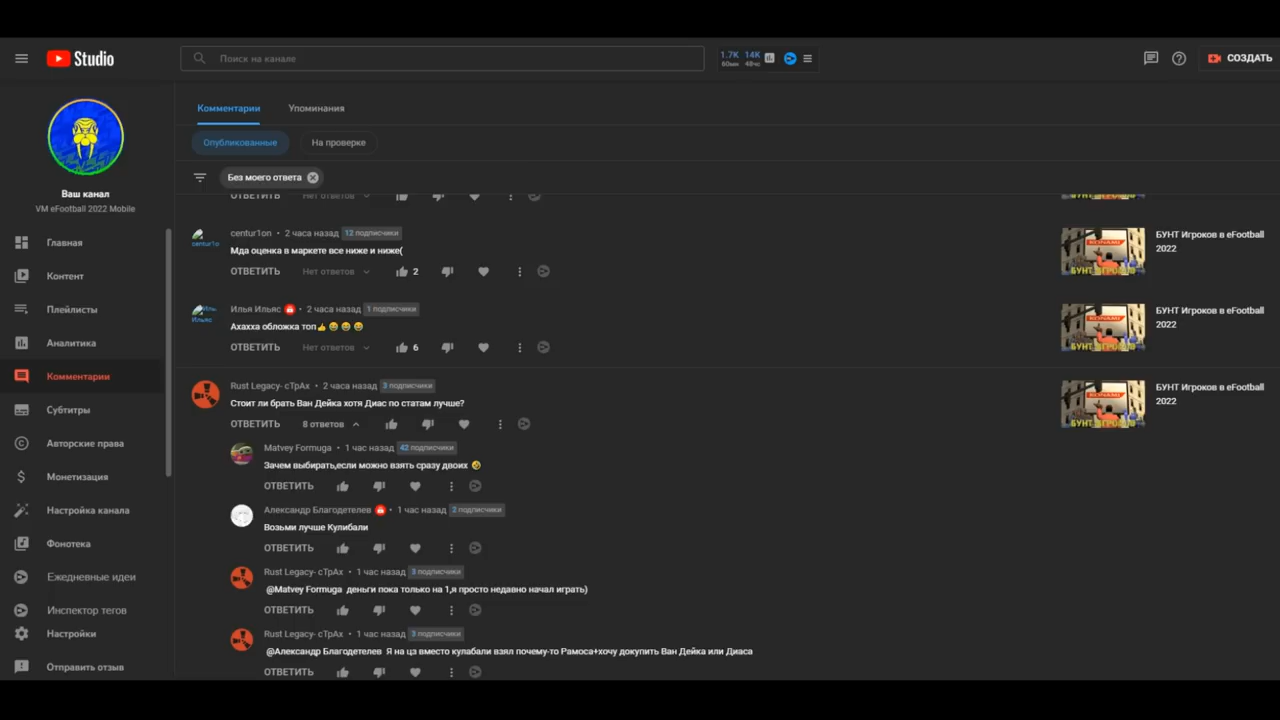 Studio
Поиск на канале
1.7K 14K
60мн 48чс
СОЗДАТЬ
Ваш канал
VM eFootball 2022 Mobile
Главная
Контент
Плейлисты
Аналитика
Комментарии
Субтитры
Авторские права
Монетизация
Настройка канала
Фонотека
Ежедневные идеи
Инспектор тегов
Настройки
Отправить отзыв
Комментарии Упоминания
Опубликованные На проверке
Без моего ответа
ОТВЕТИТЬ Нет ответов
centur1on • 2 часа назад 12 подписчики
Мда оценка в маркете все ниже и ниже(
ОТВЕТИТЬ Нет ответов 2
БУНТ Игроков в eFootball
2022
Илья Ильяс • 2 часа назад 1 подписчики
Ахахха обложка топ👍😂😂😂
ОТВЕТИТЬ Нет ответов 6
БУНТ Игроков в eFootball
2022
Rust Legacy- cTpAx • 2 часа назад 3 подписчики
Стоит ли брать Ван Дейка хотя Диас по статам лучше?
ОТВЕТИТЬ 8 ответов
БУНТ Игроков в eFootball
2022
Matvey Formuga • 1 час назад 42 подписчики
Зачем выбирать,если можно взять сразу двоих 🤣
ОТВЕТИТЬ
Александр Благодетелев • 1 час назад 2 подписчики
Возьми лучше Кулибали
ОТВЕТИТЬ
Rust Legacy- cTpAx • 1 час назад 3 подписчики
@Matvey Formuga деньги пока только на 1,я просто недавно начал играть)
ОТВЕТИТЬ
Rust Legacy- cTpAx • 1 час назад 3 подписчики
@Александр Благодетелев Я на цз вместо кулабали взял почему-то Рамоса+хочу докупить Ван Дейка или Диаса
ОТВЕТИТЬ